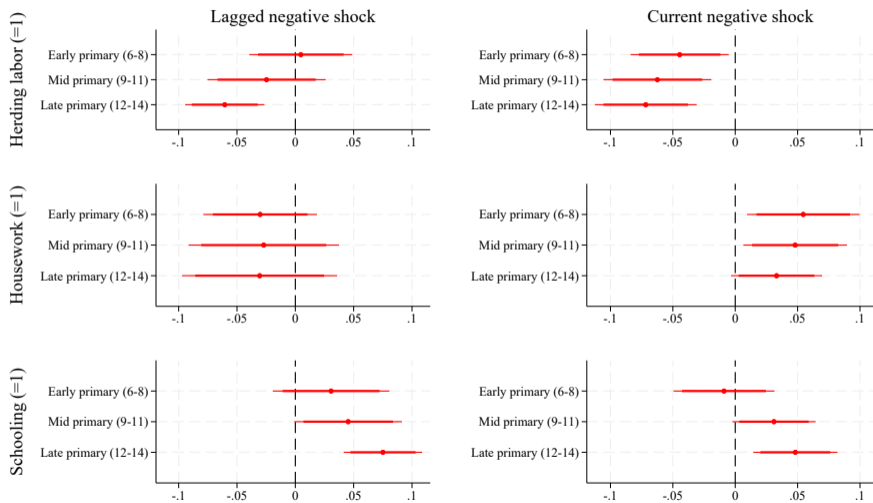 Lagged negative shock
Current negative shock
Herding labor (=1)
Early primary (6-8)
Mid primary (9-11)
Late primary (12-14)
-.1 -.05 0 .05 .1
Early primary (6-8)
Mid primary (9-11)
Late primary (12-14)
-.1 -.05 0 .05 .1
Housework (=1)
Early primary (6-8)
Mid primary (9-11)
Late primary (12-14)
-.1 -.05 0 .05 .1
Early primary (6-8)
Mid primary (9-11)
Late primary (12-14)
-.1 -.05 0 .05 .1
Schooling (=1)
Early primary (6-8)
Mid primary (9-11)
Late primary (12-14)
-.1 -.05 0 .05 .1
Early primary (6-8)
Mid primary (9-11)
Late primary (12-14)
-.1 -.05 0 .05 .1